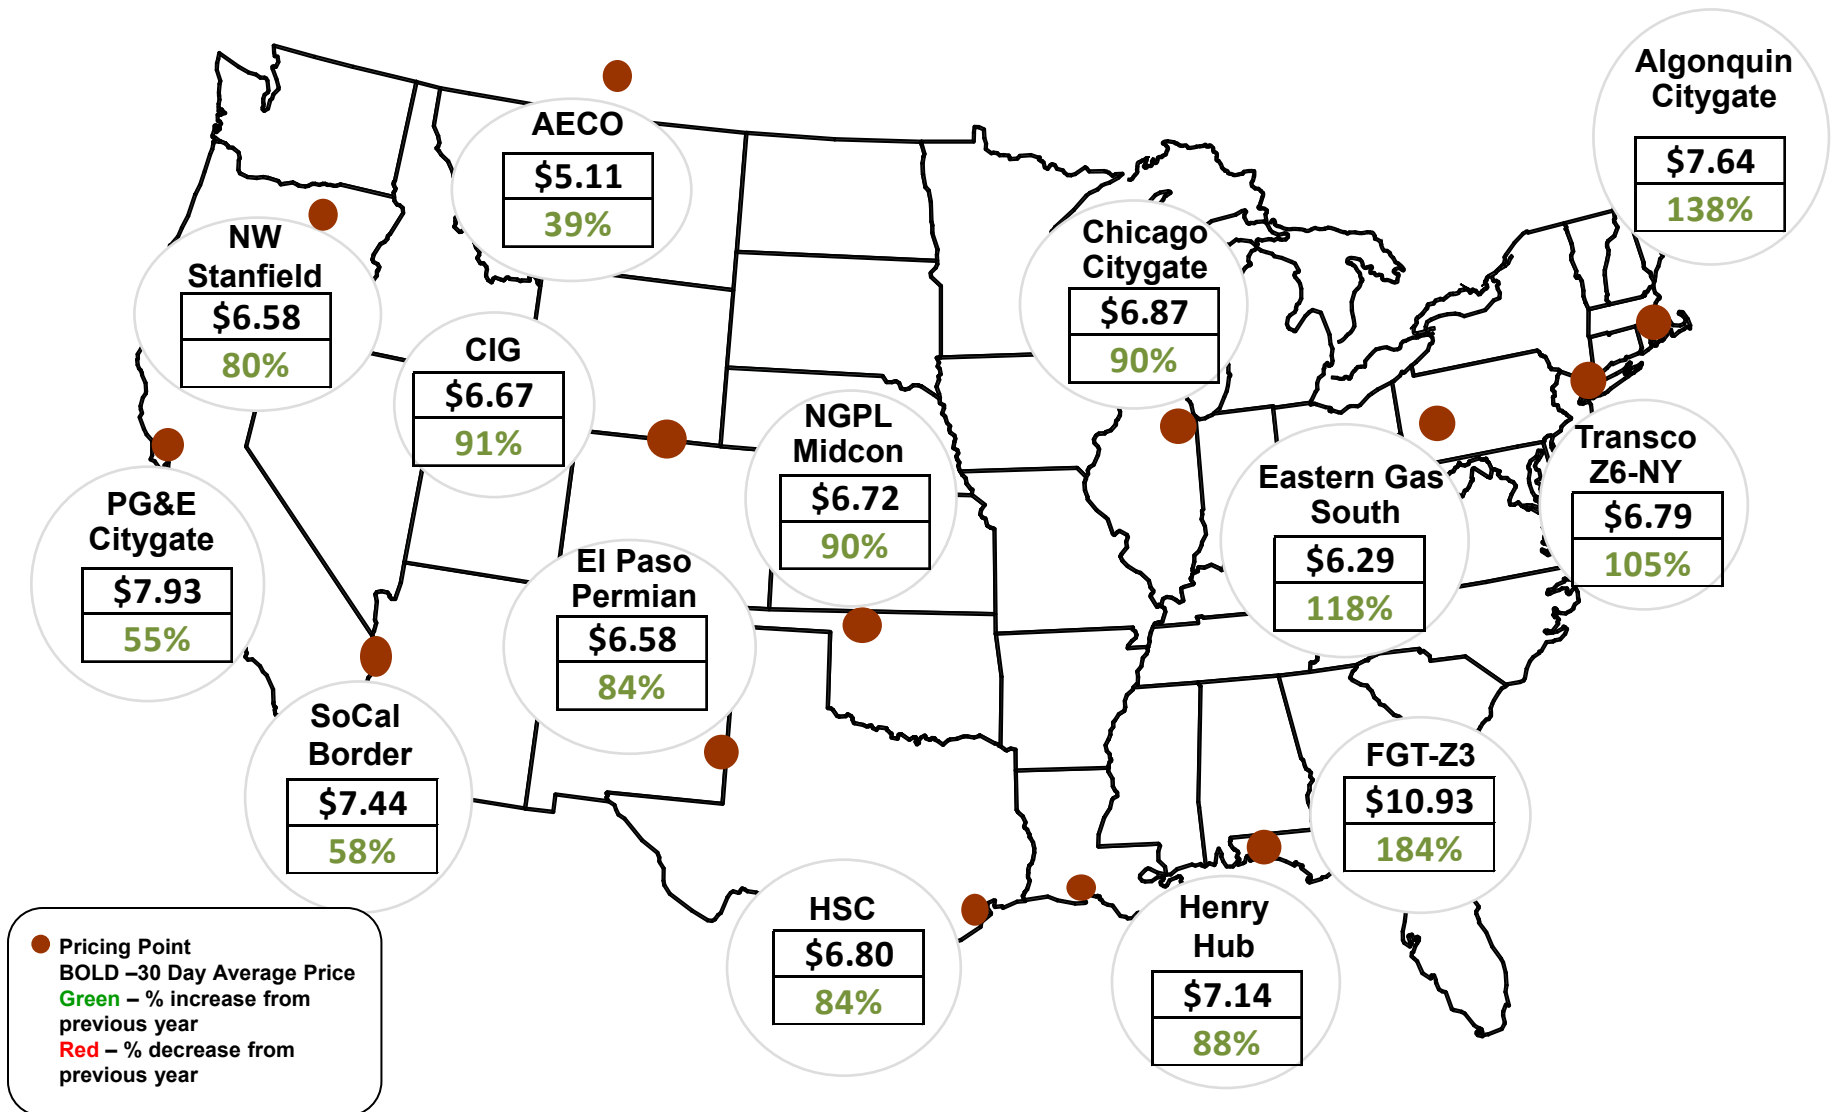 Algonquin
Citygate
$7.64
138%
AECO
$5.11
39%
NW
Stanfield
$6.58
80%
Chicago
Citygate
$6.87
90%
CIG
$6.67
91%
NGPL
Midcon
$6.72
90%
Transco
Z6-NY
$6.79
105%
Eastern Gas
South
$6.29
118%
PG&E
Citygate
$7.93
55%
El Paso
Permian
$6.58
84%
SoCal
Border
$7.44
58%
FGT-Z3
$10.93
184%
HSC
$6.80
84%
Henry
Hub
$7.14
88%
Pricing Point
BOLD –30 Day Average Price
Green – % increase from
previous year
Red – % decrease from
previous year